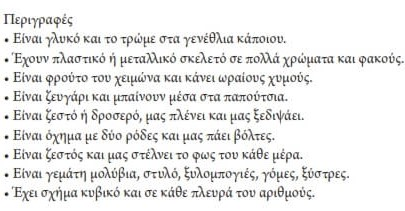 Περιγραφές
• Είναι γλυκό και το τρώμε στα γενέθλια κάποιου.
• Έχουν πλαστικό ή μεταλλικό σκελετό σε πολλά χρώματα και φακούς.
• Είναι φρούτο του χειμώνα και κάνει ωραίους χυμούς.
• Είναι ζευγάρι και μπαίνουν μέσα στα παπούτσια.
• Είναι ζεστό ή δροσερό, μας πλένει και μας ξεδιψάει.
• Είναι όχημα με δύο ρόδες και μας πάει βόλτες.
• Είναι ζεστός και μας στέλνει το φως του κάθε μέρα.
• Είναι γεμάτη μολύβια, στυλό, ξυλομπογιές, γόμες, ξύστρες.
• Έχει σχήμα κυβικό και σε κάθε πλευρά του αριθμούς.